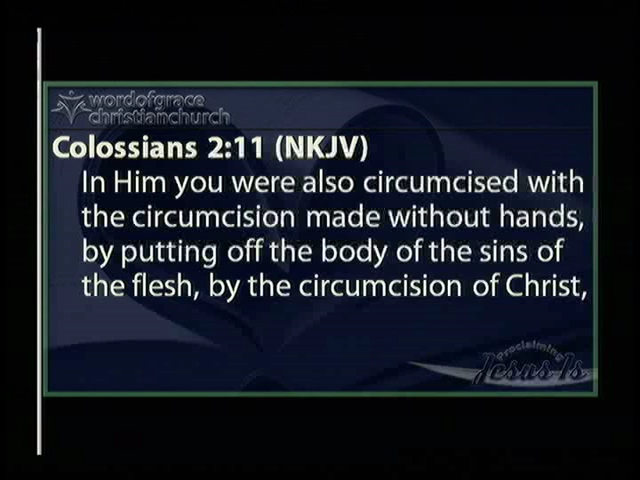 wordofgrace
christianchurch
Colossians 2:11 (NKJV)
In Him you were also circumcised with
the circumcision made without hands,
by putting off the body of the sins of
the flesh, by the circumcision of Christ,
Proclaiming
Jesus Is